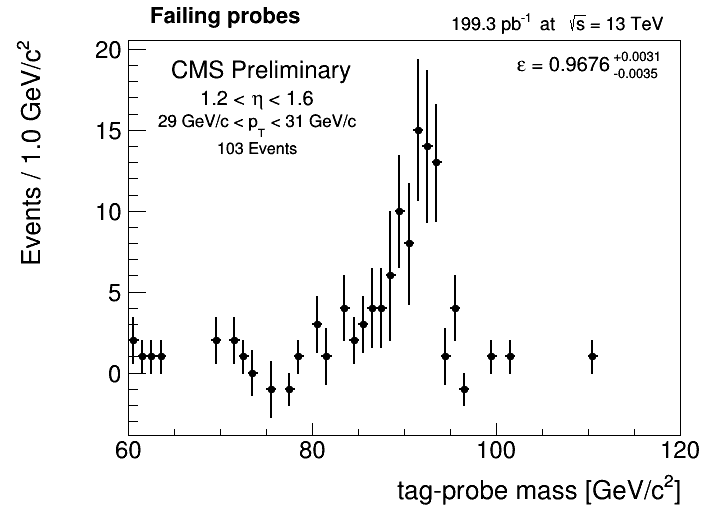 Failing probes
199.3 pb⁻¹ at √s = 13 TeV
CMS Preliminary
1.2 < η < 1.6
29 GeV/c < p_T < 31 GeV/c
103 Events
ε = 0.9676 +0.0031 -0.0035
Events / 1.0 GeV/c²
20
15
10
5
0
60 80 100 120
tag-probe mass [GeV/c²]